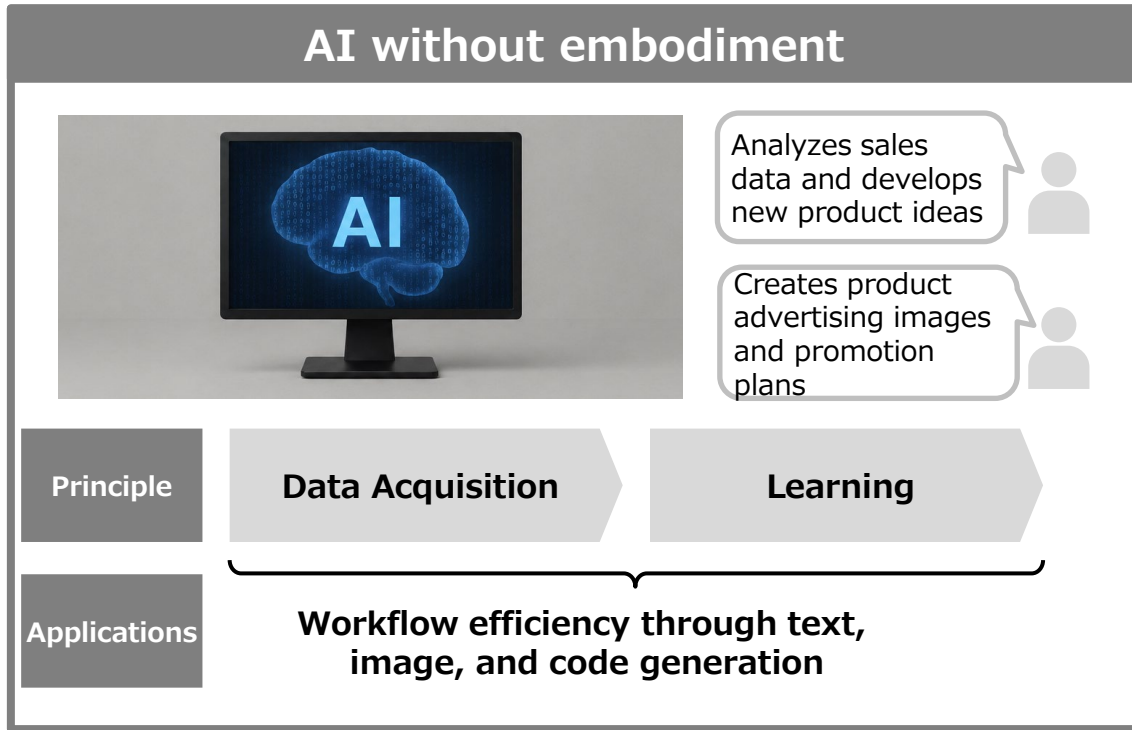 AI without embodiment
AI
Analyzes sales
data and develops
new product ideas
Creates product
advertising images
and promotion
plans
Principle
Data Acquisition
Learning
Applications
Workflow efficiency through text,
image, and code generation